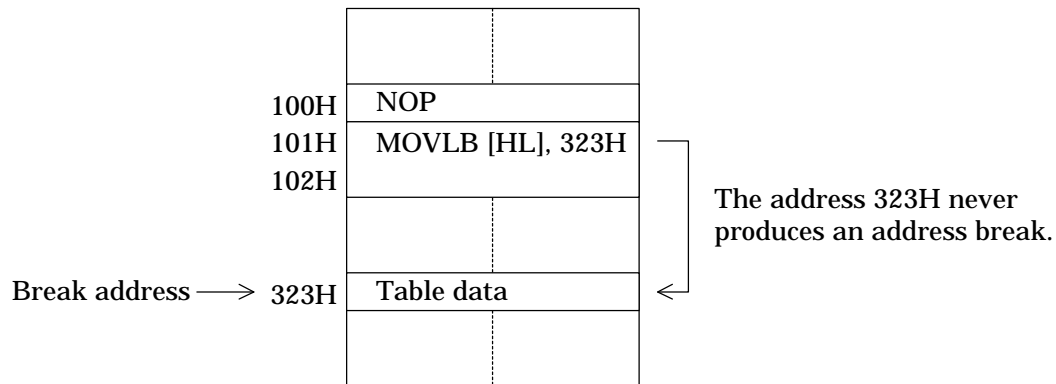 100H NOP
101H MOVLB [HL], 323H
102H
The address 323H never
produces an address break.
Break address 323H Table data